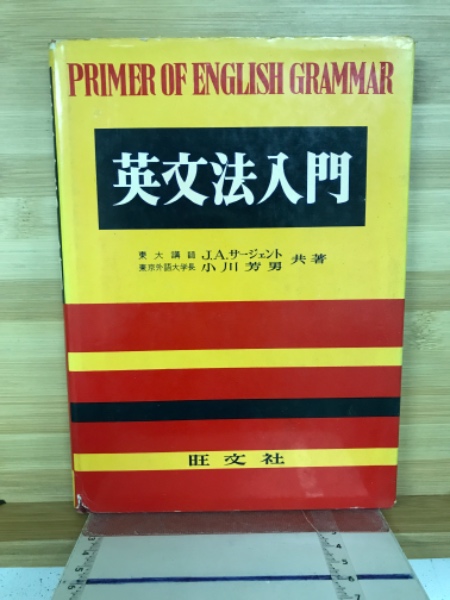 PRIMER OF ENGLISH GRAMMAR
英文法入門
東大講師 J.A.サージェント
東京外語大学長 小川芳男 共著
旺文社